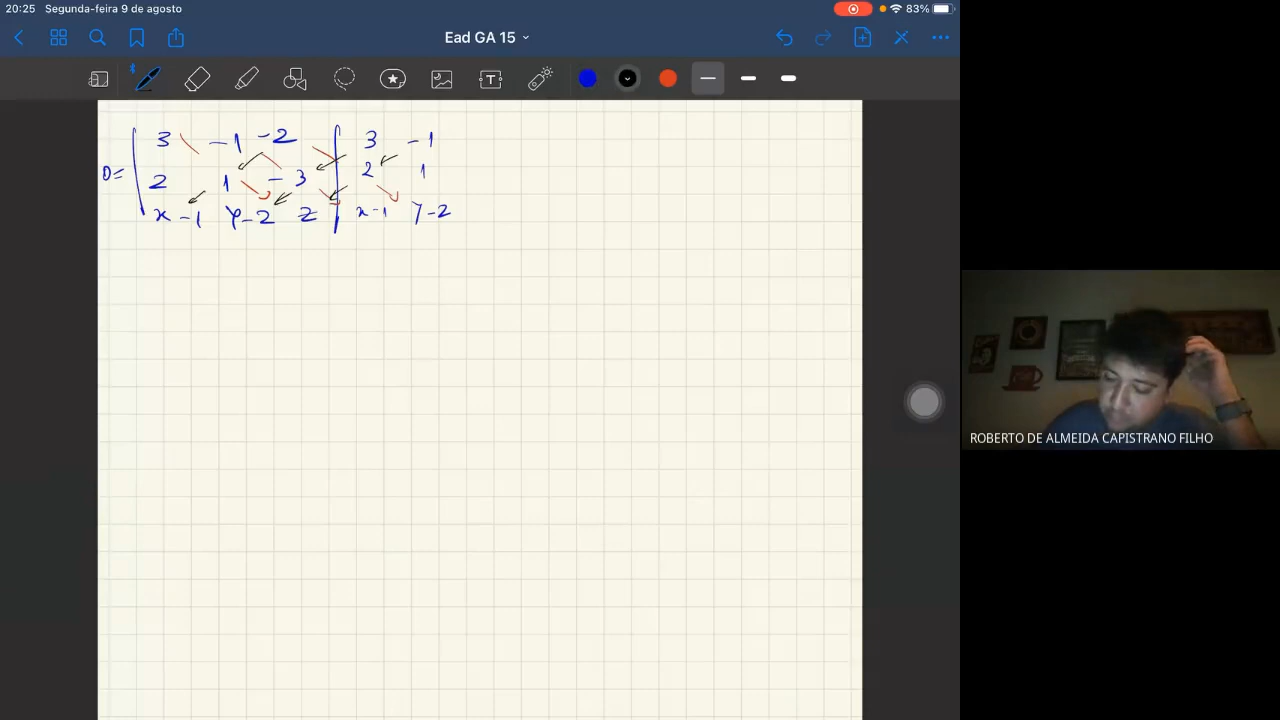 20:25 Segunda-feira 9 de agosto 83%
Ead GA 15
T
3 -1 -2 3 -1
0= 2 1 -3 2 1
x-1 y-2 z x-1 y-2
ROBERTO DE ALMEIDA CAPISTRANO FILHO